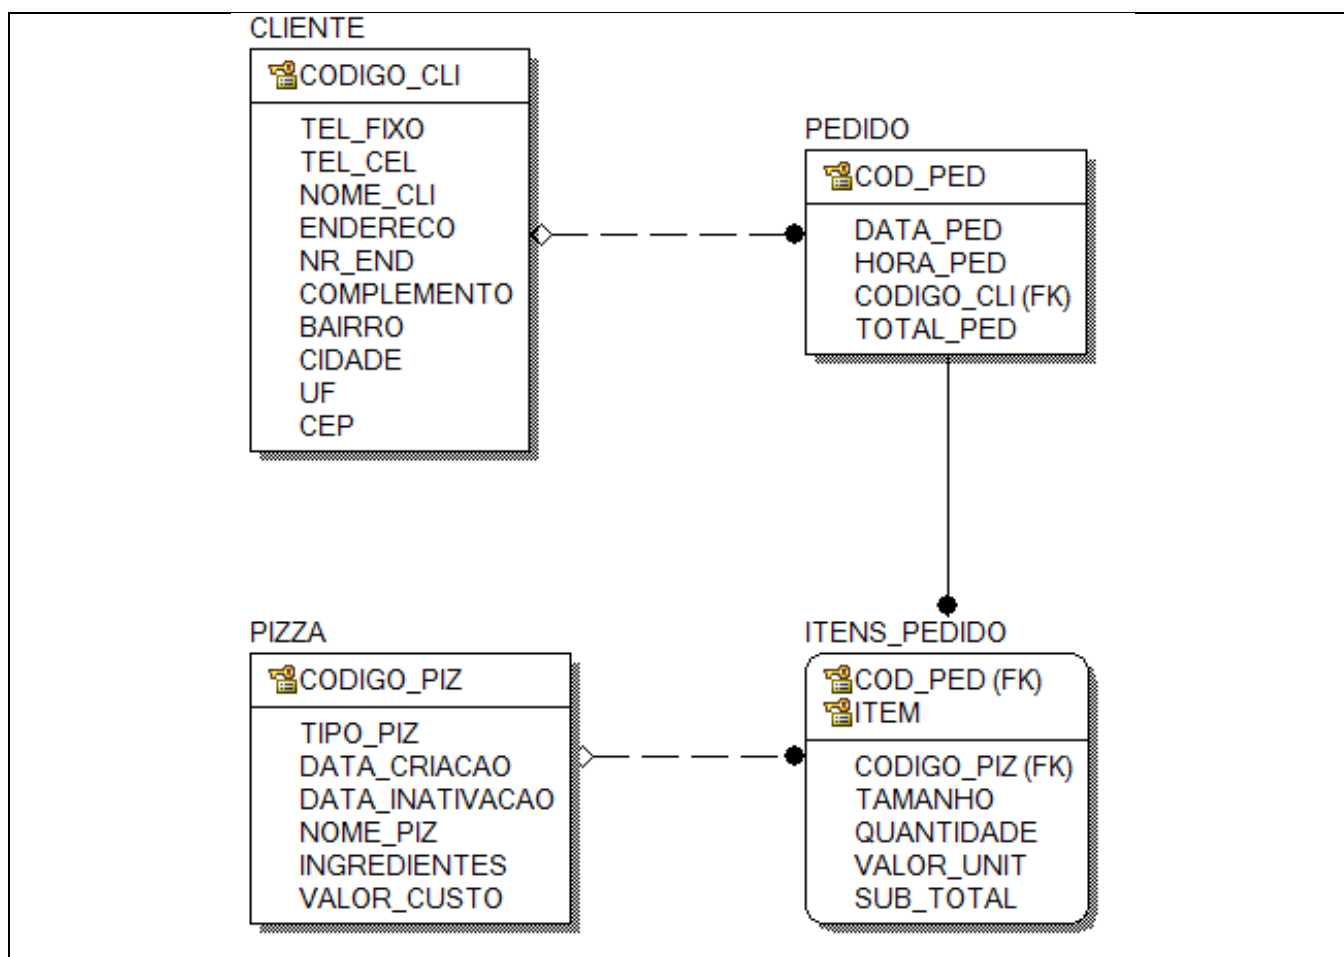 CLIENTE
CODIGO_CLI
TEL_FIXO
TEL_CEL
NOME_CLI
ENDERECO
NR_END
COMPLEMENTO
BAIRRO
CIDADE
UF
CEP
PEDIDO
COD_PED
DATA_PED
HORA_PED
CODIGO_CLI (FK)
TOTAL_PED
PIZZA
CODIGO_PIZ
TIPO_PIZ
DATA_CRIACAO
DATA_INATIVACAO
NOME_PIZ
INGREDIENTES
VALOR_CUSTO
ITENS_PEDIDO
COD_PED (FK)
ITEM
CODIGO_PIZ (FK)
TAMANHO
QUANTIDADE
VALOR_UNIT
SUB_TOTAL